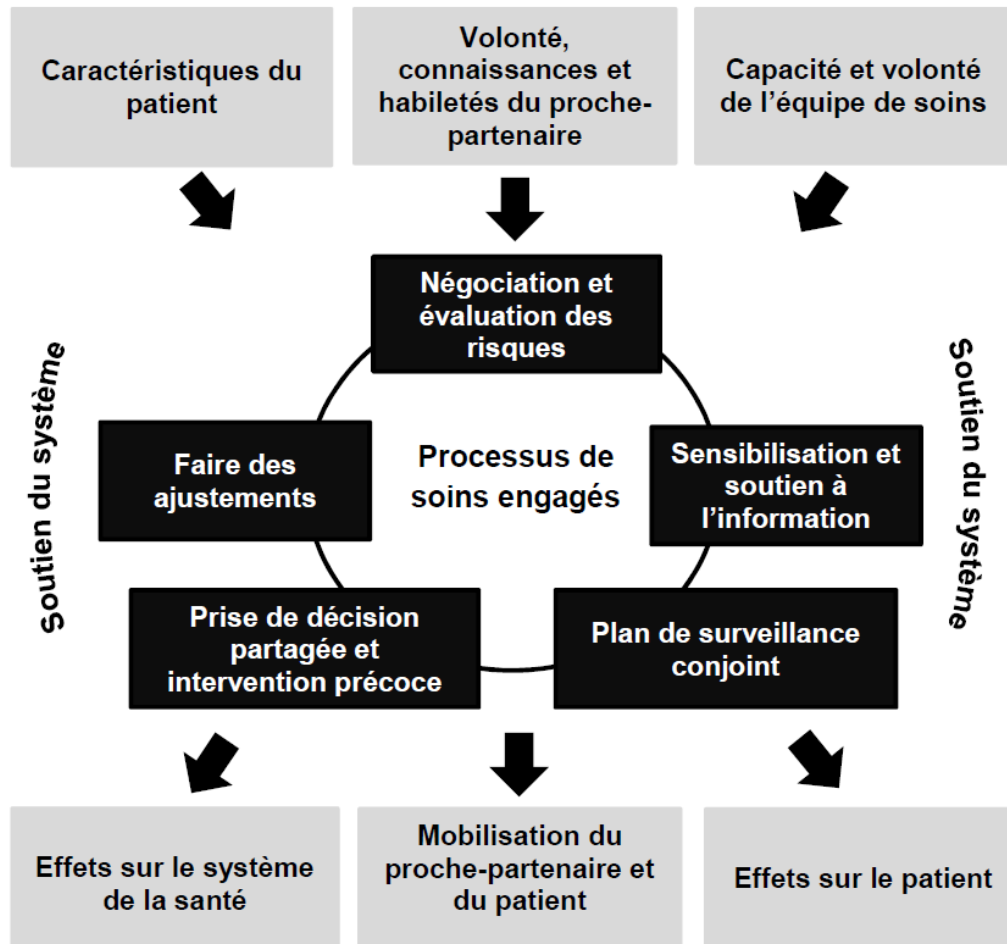 Caractéristiques du
patient
Volonté,
connaissances et
habiletés du proche-
partenaire
Capacité et volonté
de l'équipe de soins
Négociation et
évaluation des
risques
Soutien du système
Faire des
ajustements
Processus de
soins engagés
Sensibilisation et
soutien à
l'information
Soutien du système
Prise de décision
partagée et
intervention précoce
Plan de surveillance
conjoint
Effets sur le système
de la santé
Mobilisation du
proche-partenaire et
du patient
Effets sur le patient